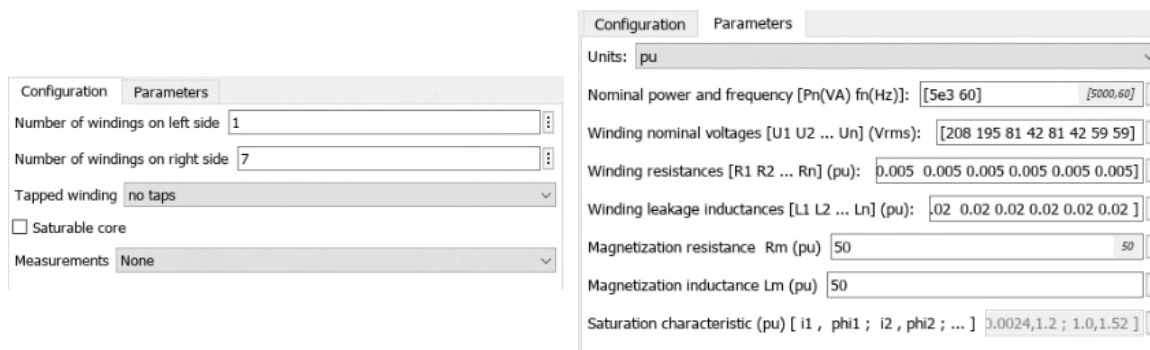 Configuration Parameters
Number of windings on left side 1
Number of windings on right side 7
Tapped winding no taps
Saturable core
Measurements None
Configuration Parameters
Units: pu
Nominal power and frequency [Pn(VA) fn(Hz)]: [5e3 60] [5000,60]
Winding nominal voltages [U1 U2 ... Un] (Vrms): [208 195 81 42 81 42 59 59]
Winding resistances [R1 R2 ... Rn] (pu): 0.005 0.005 0.005 0.005 0.005 0.005]
Winding leakage inductances [L1 L2 ... Ln] (pu): .02 0.02 0.02 0.02 0.02 0.02 ]
Magnetization resistance Rm (pu) 50 50
Magnetization inductance Lm (pu) 50
Saturation characteristic (pu) [ i1 , phi1 ; i2 , phi2 ; ... ] 0.0024,1.2 ; 1.0,1.52 ]